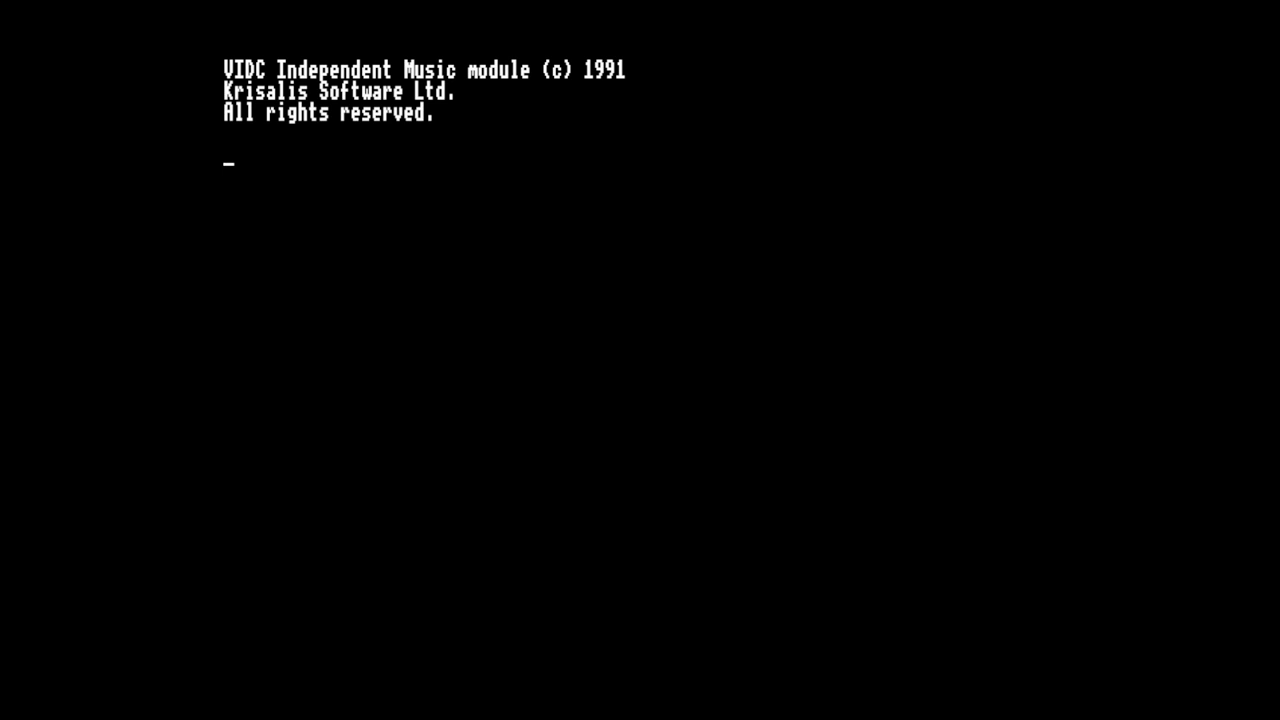 VIDC Independent Music module (c) 1991
Krisalis Software Ltd.
All rights reserved.